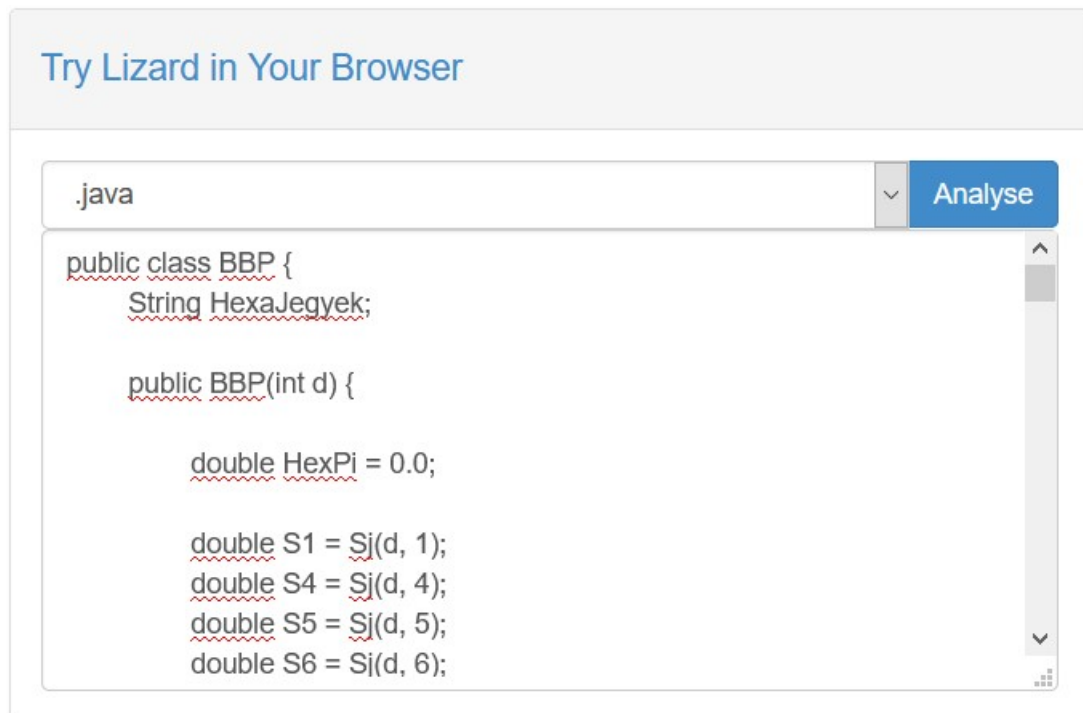 Try Lizard in Your Browser
.java
Analyse
public class BBP {
String HexaJegyek;
public BBP(int d) {
double HexPi = 0.0;
double S1 = Sj(d, 1);
double S4 = Sj(d, 4);
double S5 = Sj(d, 5);
double S6 = Sj(d, 6);